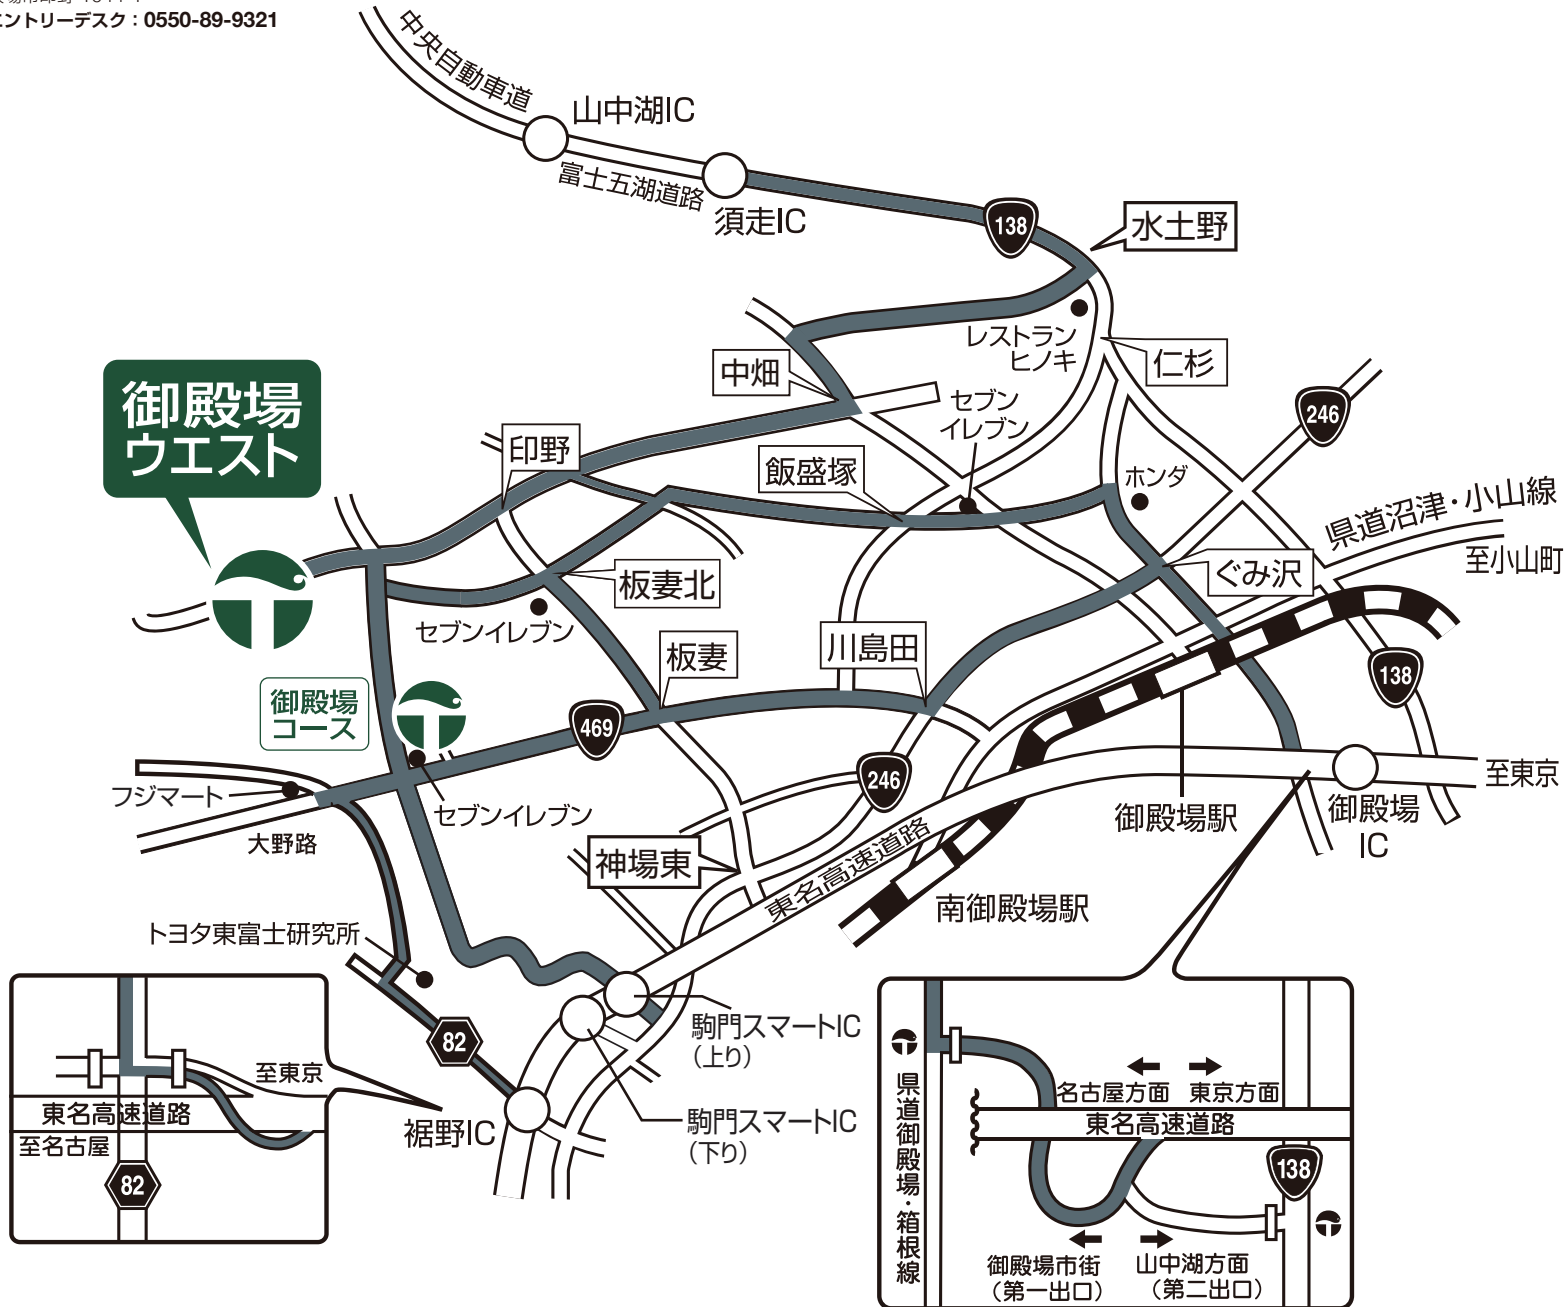 エントリーデスク：0550-89-9321
中央自動車道
山中湖IC
富士五湖道路
須走IC
138
水土野
レストラン
ヒノキ
仁杉
中畑
246
セブン
イレブン
御殿場
ウエスト
印野
飯盛塚
ホンダ
県道沼津・小山線
至小山町
ぐみ沢
板妻北
セブンイレブン
板妻
川島田
138
御殿場
コース
469
246
フジマート
セブンイレブン
大野路
御殿場駅
御殿場
IC
至東京
神場東
東名高速道路
南御殿場駅
トヨタ東富士研究所
82
駒門スマートIC
(上り)
駒門スマートIC
(下り)
裾野IC
至東京
東名高速道路
至名古屋
82
県道御殿場・箱根線
名古屋方面
東京方面
東名高速道路
138
御殿場市街
（第一出口）
山中湖方面
（第二出口）